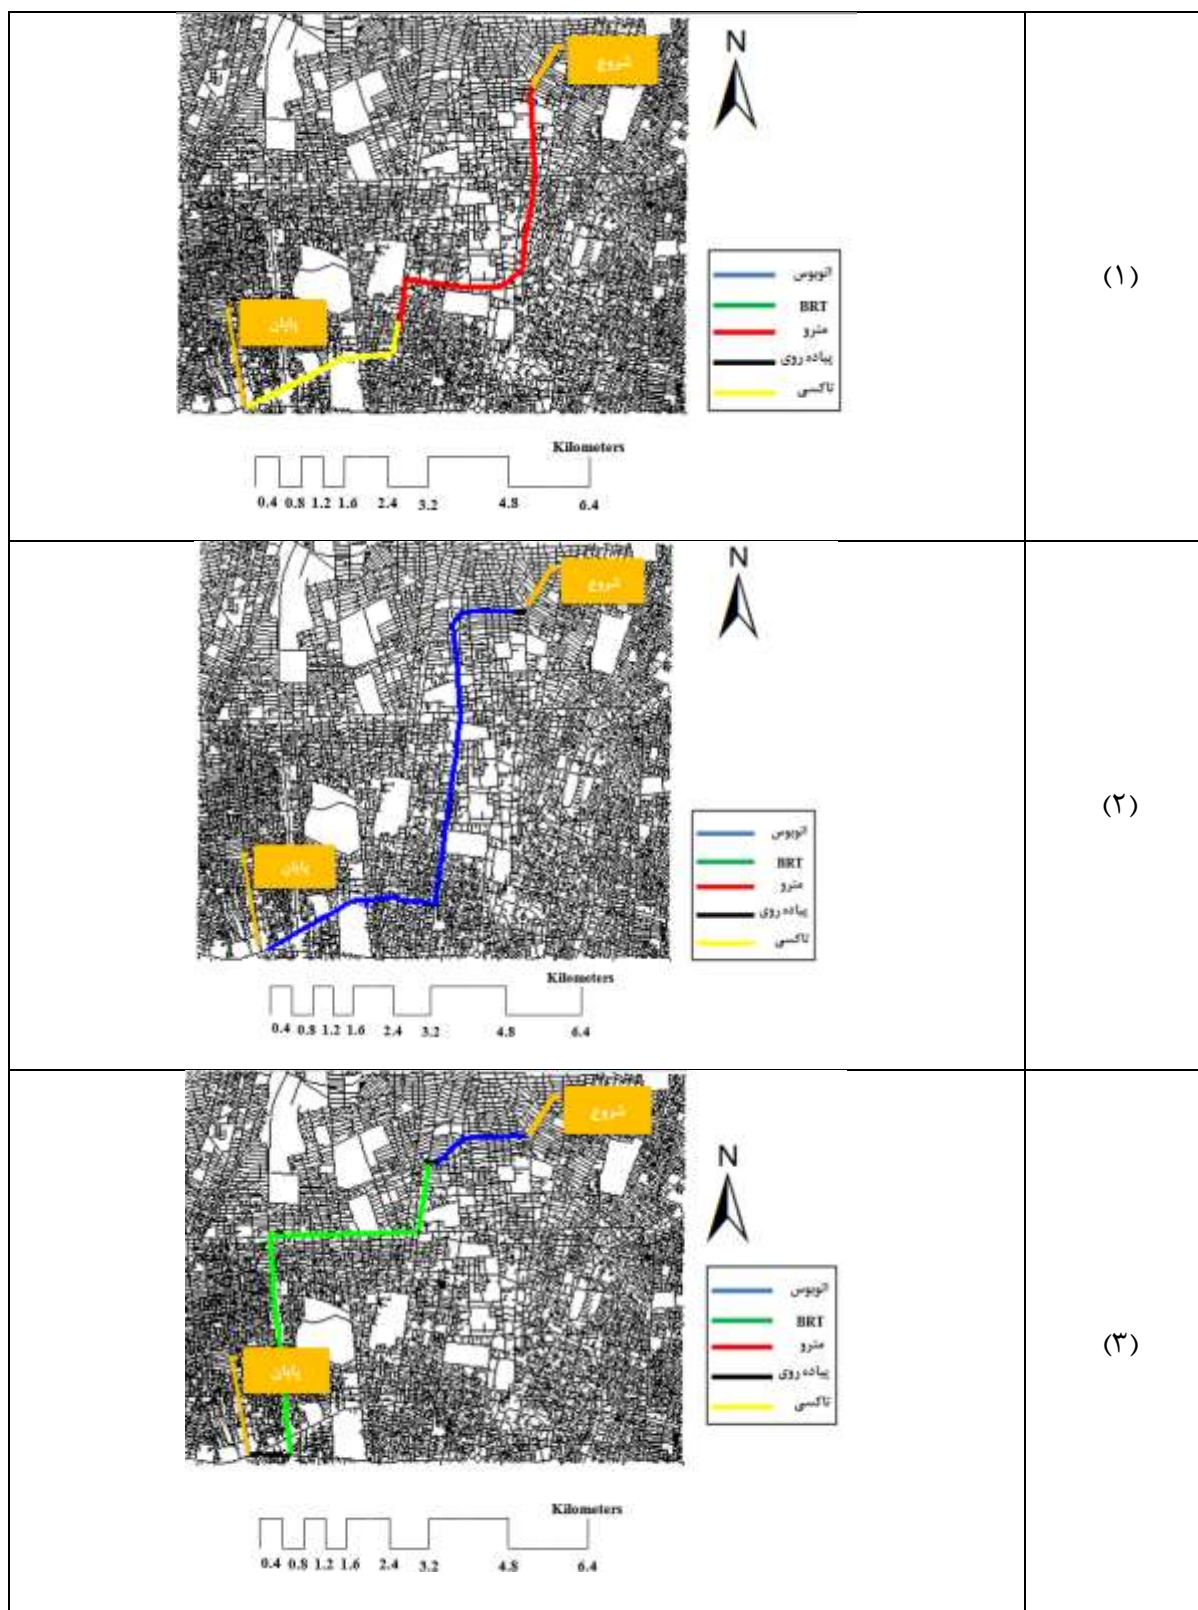 شروع
N
(۱)
پایان
اتوبوس
BRT
مترو
پیاده روی
تاکسی
Kilometers
0.4 0.8 1.2 1.6 2.4 3.2 4.8 6.4
شروع
N
(۲)
پایان
اتوبوس
BRT
مترو
پیاده روی
تاکسی
Kilometers
0.4 0.8 1.2 1.6 2.4 3.2 4.8 6.4
شروع
N
(۳)
پایان
اتوبوس
BRT
مترو
پیاده روی
تاکسی
Kilometers
0.4 0.8 1.2 1.6 2.4 3.2 4.8 6.4